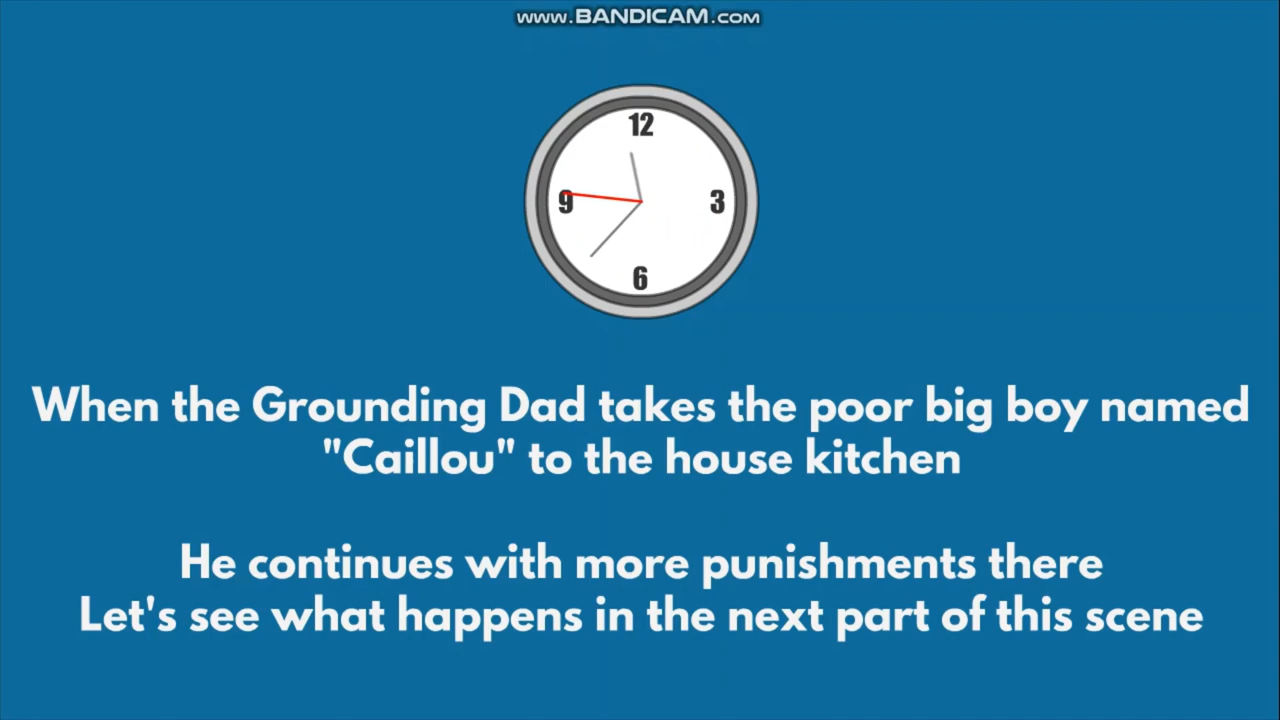 www.BANDICAM.com
12
9
3
6
When the Grounding Dad takes the poor big boy named
"Caillou" to the house kitchen
He continues with more punishments there
Let's see what happens in the next part of this scene